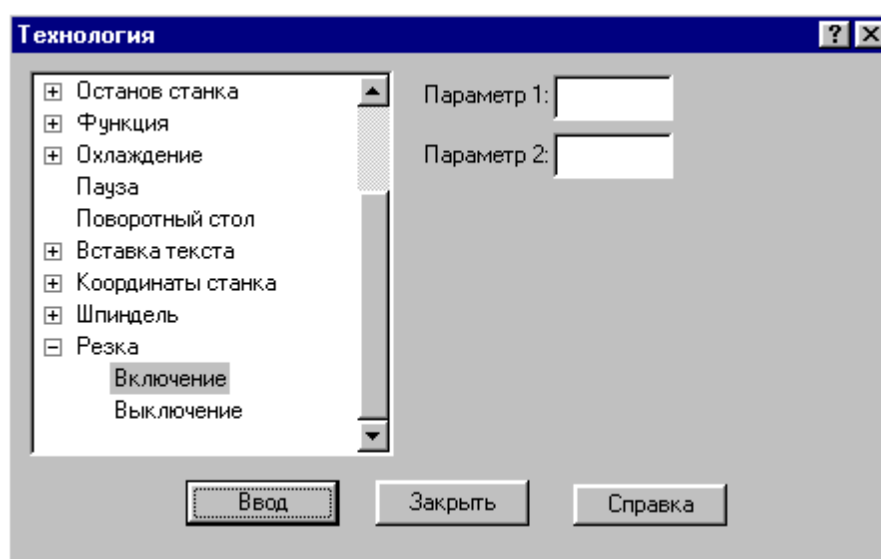 Технология
Останов станка
Функция
Охлаждение
Пауза
Поворотный стол
Вставка текста
Координаты станка
Шпиндель
Резка
Включение
Выключение
Параметр 1:
Параметр 2:
Ввод
Закрыть
Справка